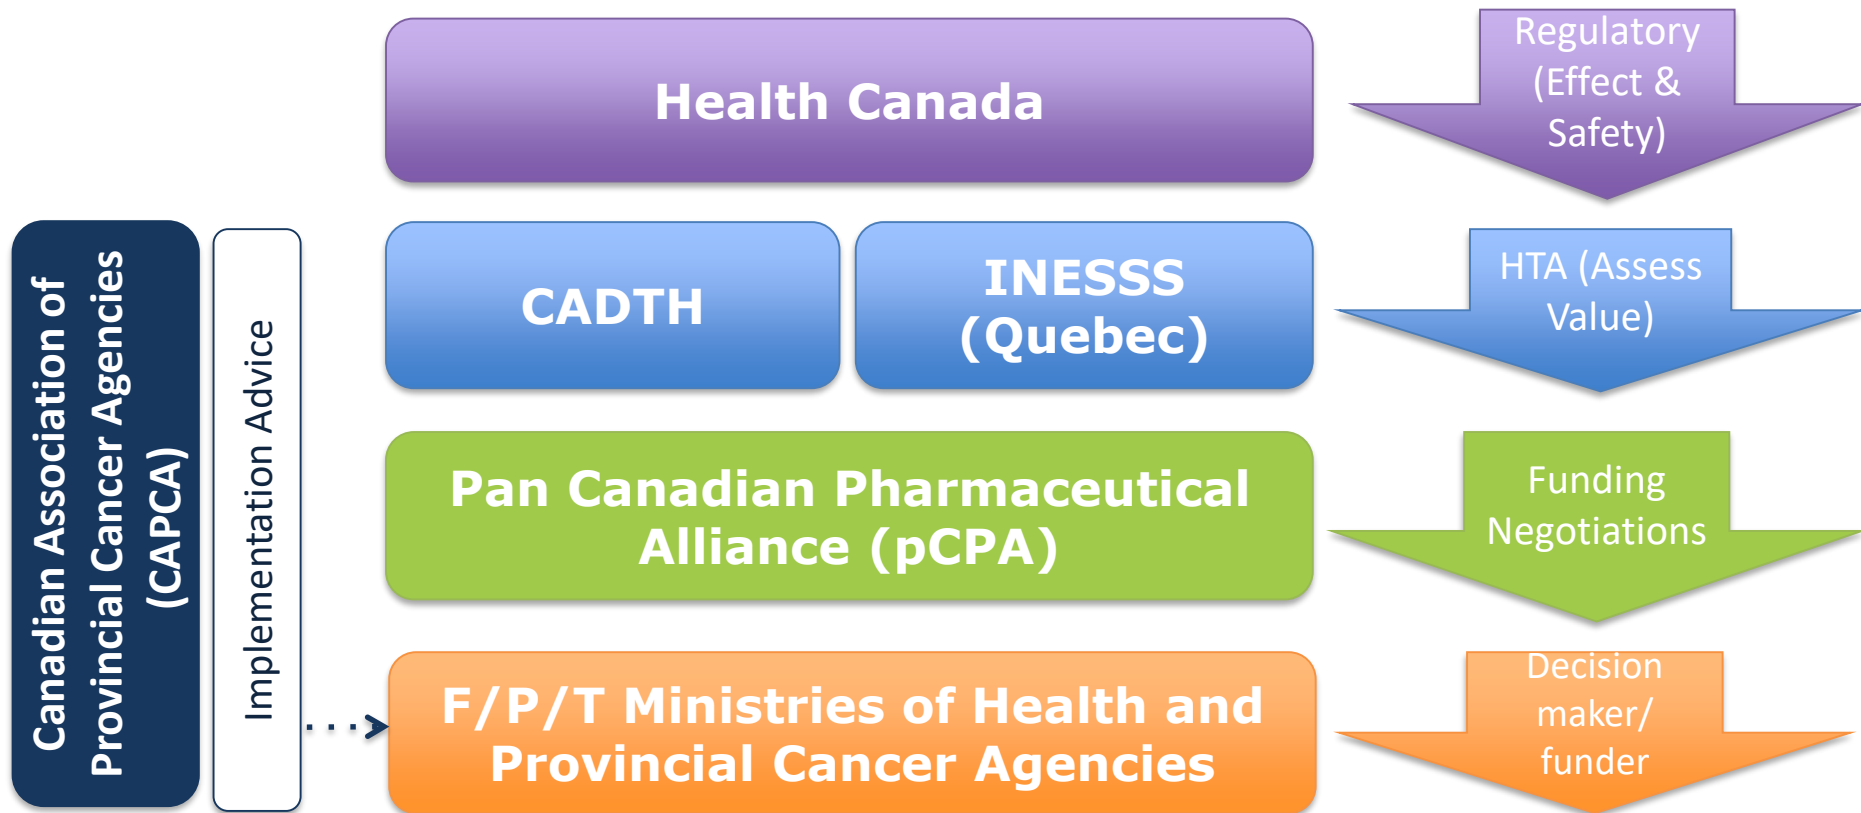 Health Canada
Regulatory
(Effect &
Safety)
Canadian Association of
Provincial Cancer Agencies
(CAPCA)
Implementation Advice
CADTH
INESSS
(Quebec)
HTA (Assess
Value)
Pan Canadian Pharmaceutical
Alliance (pCPA)
Funding
Negotiations
F/P/T Ministries of Health and
Provincial Cancer Agencies
Decision
maker/
funder